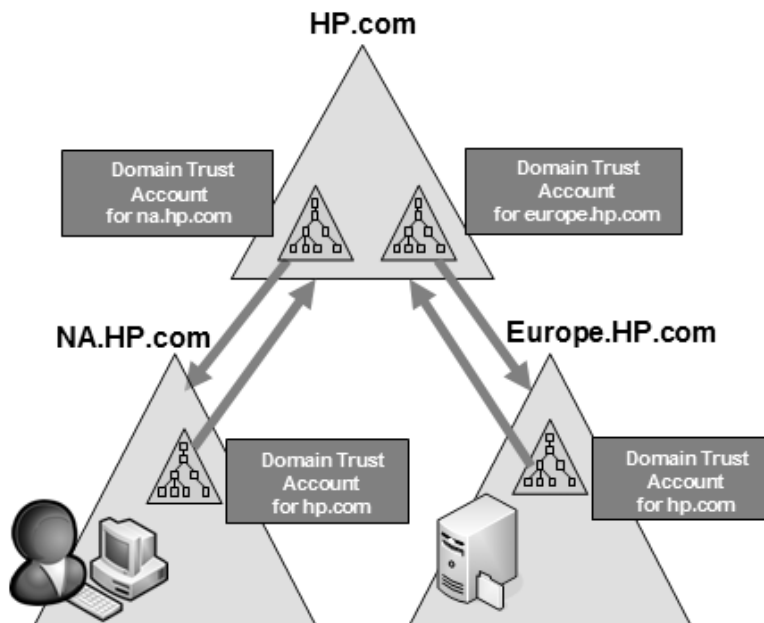 HP.com
Domain Trust
Account
for na.hp.com
Domain Trust
Account
for europe.hp.com
NA.HP.com
Europe.HP.com
Domain Trust
Account
for hp.com
Domain Trust
Account
for hp.com